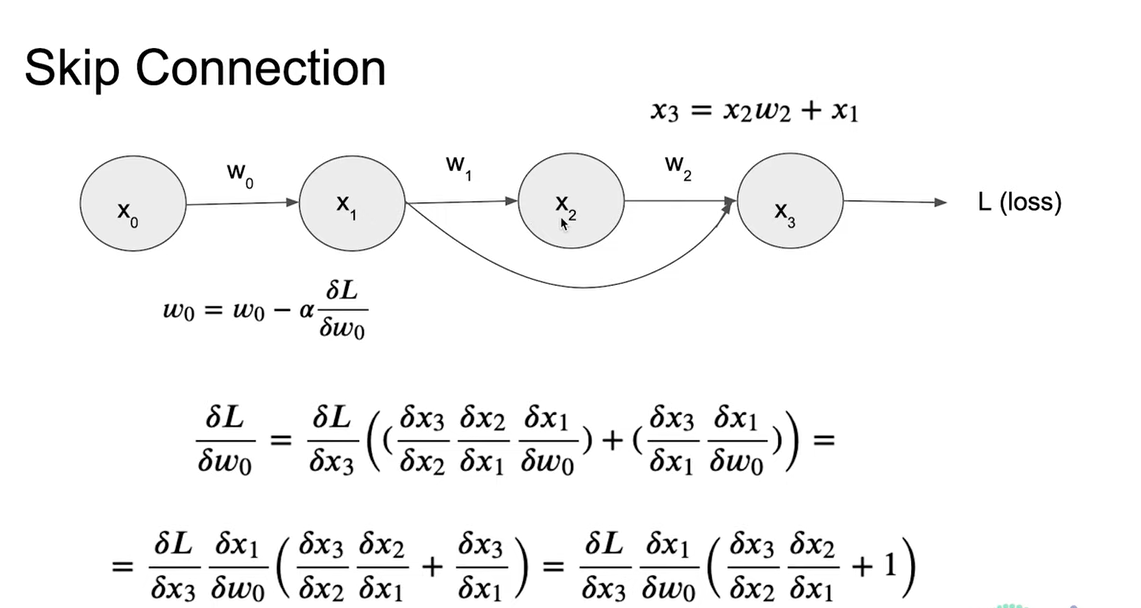 Skip Connection
x₃ = x₂w₂ + x₁
w₀ w₁ w₂
x₀ x₁ x₂ x₃ L (loss)
w₀ = w₀ − α δL/δw₀
δL/δw₀ = δL/δx₃ ((δx₃/δx₂ δx₂/δx₁ δx₁/δw₀) + (δx₃/δx₁ δx₁/δw₀)) =
= δL/δx₃ δx₁/δw₀ (δx₃/δx₂ δx₂/δx₁ + δx₃/δx₁) = δL/δx₃ δx₁/δw₀ (δx₃/δx₂ δx₂/δx₁ + 1)